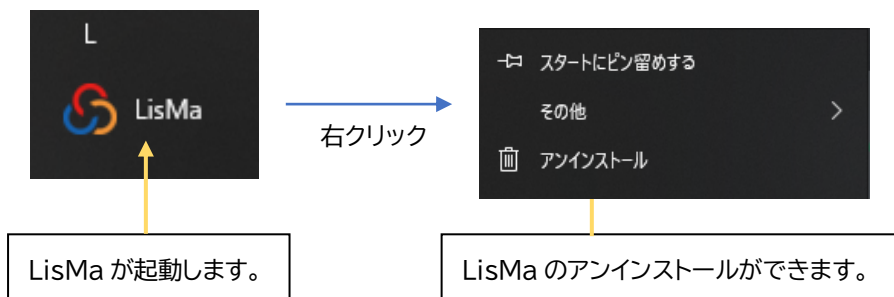 L
LisMa
右クリック
スタートにピン留めする
その他
アンインストール
LisMa が起動します。
LisMa のアンインストールができます。